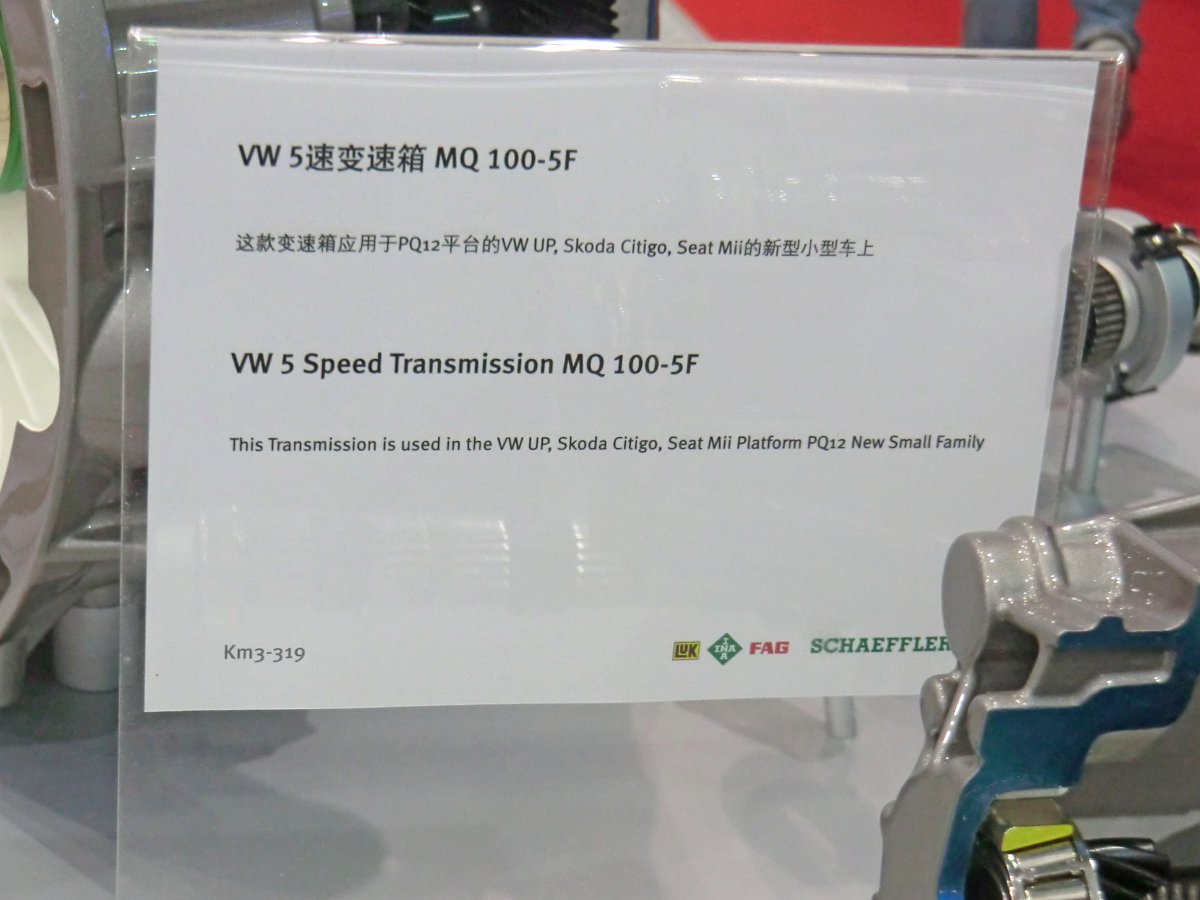 VW 5速变速箱 MQ 100-5F
这款变速箱应用于PQ12平台的VW UP, Skoda Citigo, Seat Mii的新型小型车上
VW 5 Speed Transmission MQ 100-5F
This Transmission is used in the VW UP, Skoda Citigo, Seat Mii Platform PQ12 New Small Family
Km3-319
LUK INA FAG SCHAEFFLER